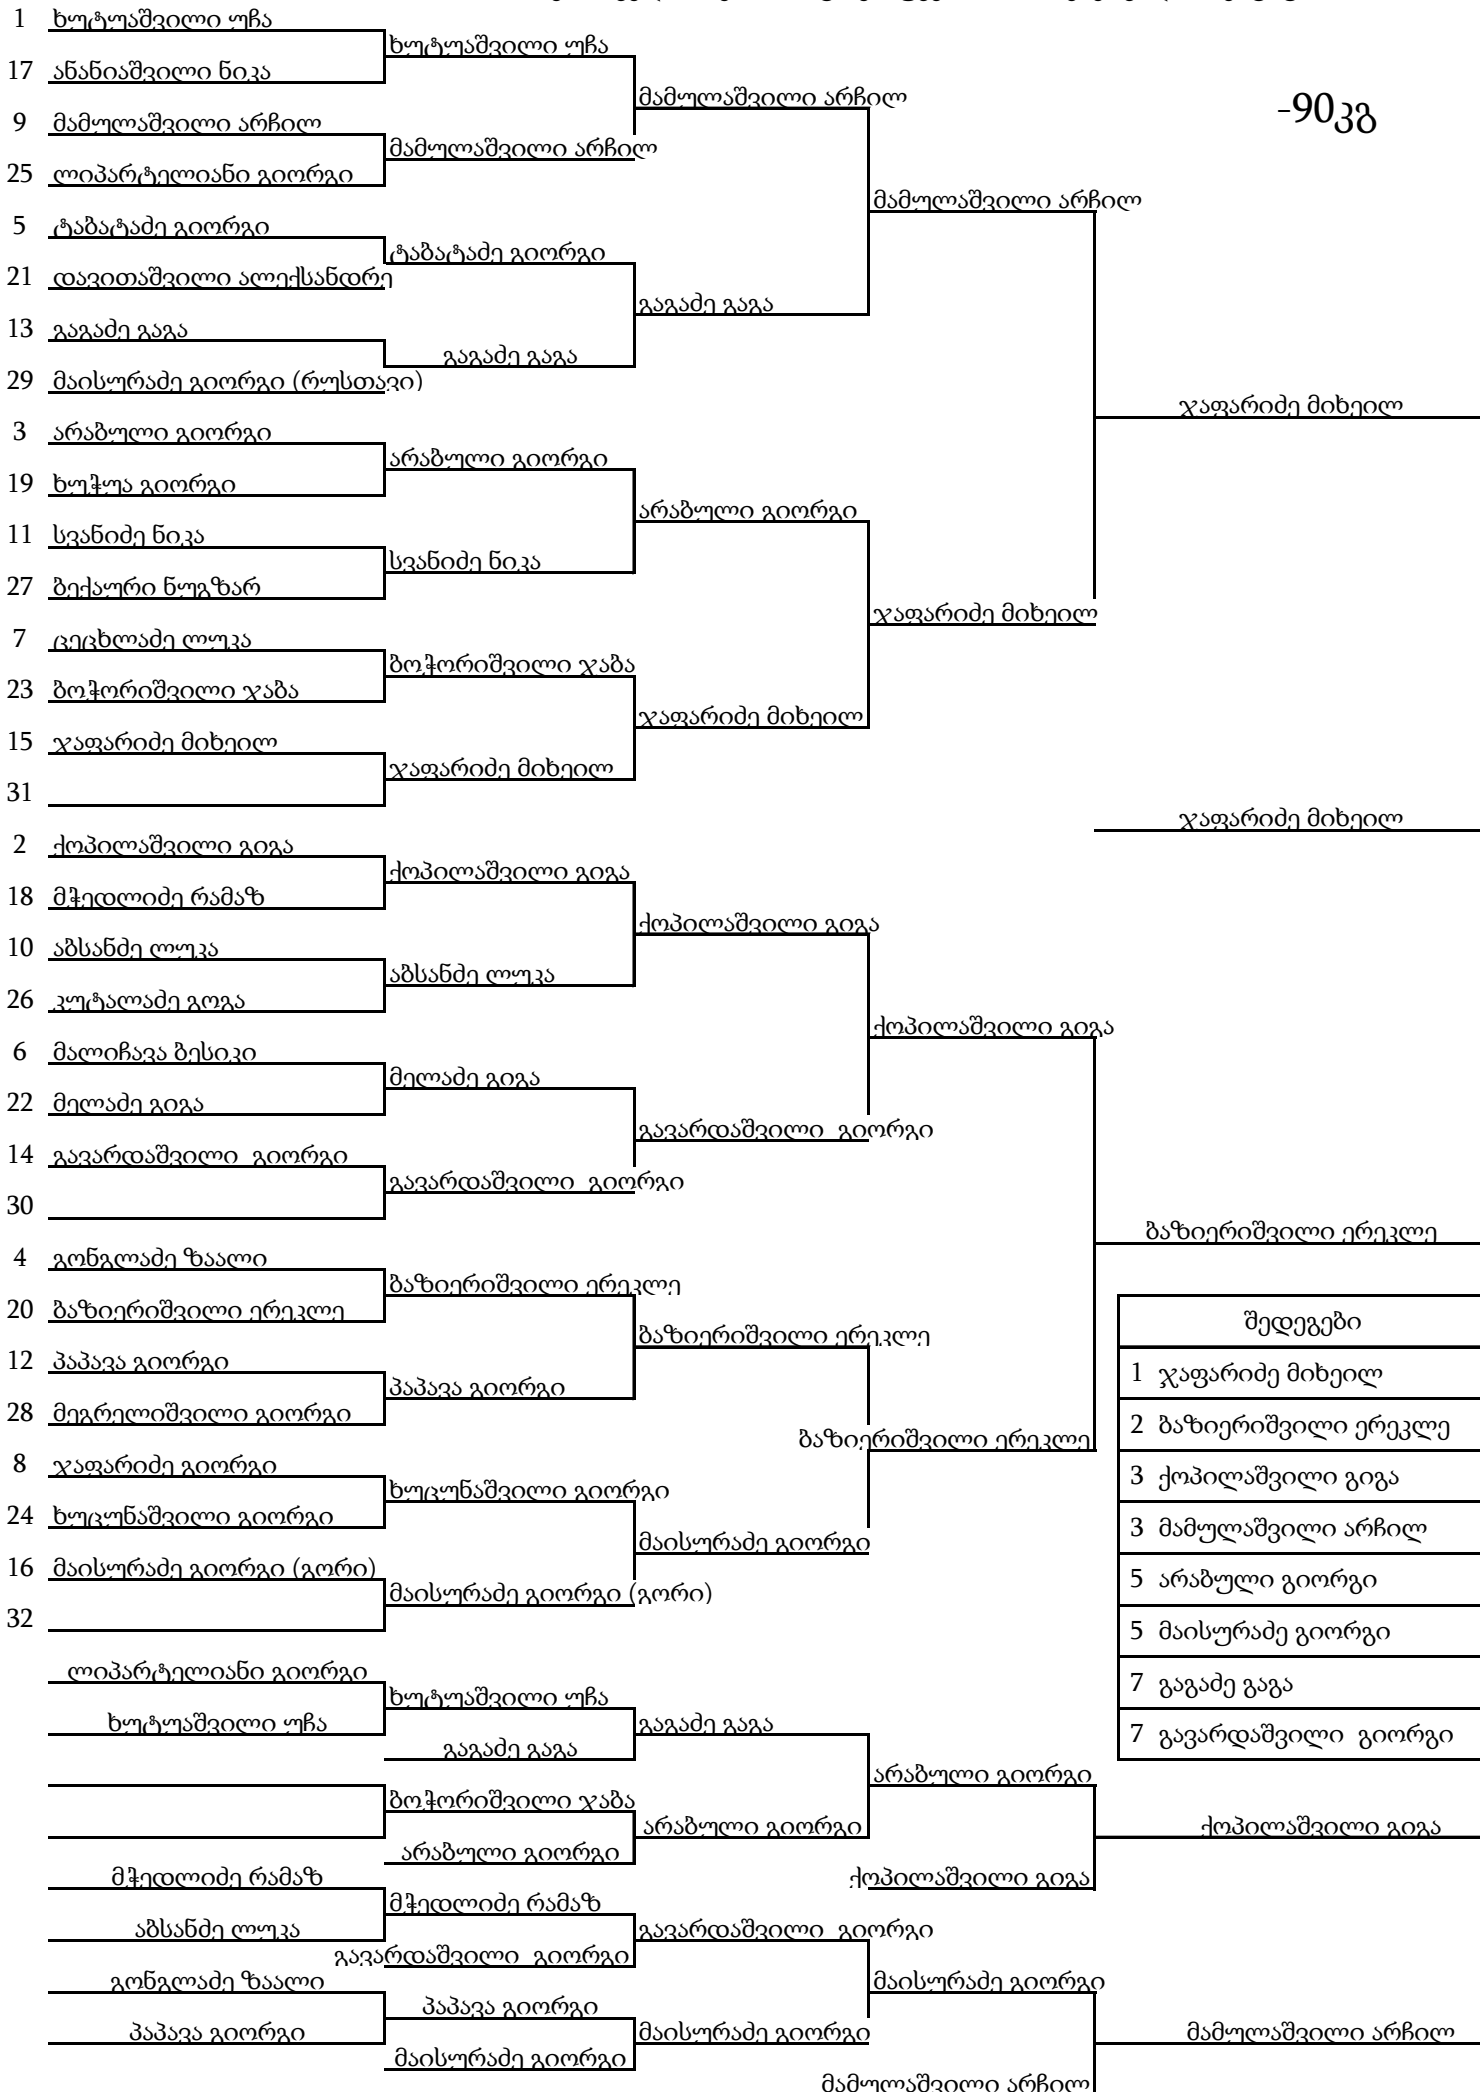 1 ხუტუაშვილი უჩა
ხუტუაშვილი უჩა
17 ანანიაშვილი ნიკა
მამულაშვილი არჩილ
-90კგ
9 მამულაშვილი არჩილ
მამულაშვილი არჩილ
25 ლიპარტელიანი გიორგი
მამულაშვილი არჩილ
5 ტაბატაძე გიორგი
ტაბატაძე გიორგი
21 დავითაშვილი ალექსანდრე
გაგაძე გაგა
13 გაგაძე გაგა
გაგაძე გაგა
29 მაისურაძე გიორგი (რუსთავი)
ჯაფარიძე მიხეილ
3 არაბული გიორგი
არაბული გიორგი
19 ხუჭუა გიორგი
არაბული გიორგი
11 სვანიძე ნიკა
სვანიძე ნიკა
27 ბექაური ნუგზარ
ჯაფარიძე მიხეილ
7 ცეცხლაძე ლუკა
ბოჭორიშვილი ჯაბა
23 ბოჭორიშვილი ჯაბა
ჯაფარიძე მიხეილ
15 ჯაფარიძე მიხეილ
ჯაფარიძე მიხეილ
31
ჯაფარიძე მიხეილ
2 ქოპილაშვილი გიგა
ქოპილაშვილი გიგა
18 მჭედლიძე რამაზ
ქოპილაშვილი გიგა
10 აბსანძე ლუკა
აბსანძე ლუკა
26 კუტალაძე გოგა
ქოპილაშვილი გიგა
6 მალიჩავა ბესიკი
მელაძე გიგა
22 მელაძე გიგა
გავარდაშვილი გიორგი
14 გავარდაშვილი გიორგი
გავარდაშვილი გიორგი
30
ბაზიერიშვილი ერეკლე
4 გონგლაძე ზაალი
ბაზიერიშვილი ერეკლე
20 ბაზიერიშვილი ერეკლე
შედეგები
ბაზიერიშვილი ერეკლე
12 პაპავა გიორგი
1 ჯაფარიძე მიხეილ
პაპავა გიორგი
28 მეგრელიშვილი გიორგი
2 ბაზიერიშვილი ერეკლე
ბაზიერიშვილი ერეკლე
8 ჯაფარიძე გიორგი
3 ქოპილაშვილი გიგა
ხუცუნაშვილი გიორგი
24 ხუცუნაშვილი გიორგი
3 მამულაშვილი არჩილ
მაისურაძე გიორგი
16 მაისურაძე გიორგი (გორი)
5 არაბული გიორგი
მაისურაძე გიორგი (გორი)
32
5 მაისურაძე გიორგი
ლიპარტელიანი გიორგი
7 გაგაძე გაგა
ხუტუაშვილი უჩა
ხუტუაშვილი უჩა
გაგაძე გაგა
7 გავარდაშვილი გიორგი
გაგაძე გაგა
არაბული გიორგი
ბოჭორიშვილი ჯაბა
არაბული გიორგი
ქოპილაშვილი გიგა
არაბული გიორგი
მჭედლიძე რამაზ
ქოპილაშვილი გიგა
მჭედლიძე რამაზ
აბსანძე ლუკა
გავარდაშვილი გიორგი
გავარდაშვილი გიორგი
გონგლაძე ზაალი
მაისურაძე გიორგი
პაპავა გიორგი
პაპავა გიორგი
მაისურაძე გიორგი
მამულაშვილი არჩილ
მაისურაძე გიორგი
მამულაშვილი არჩილ